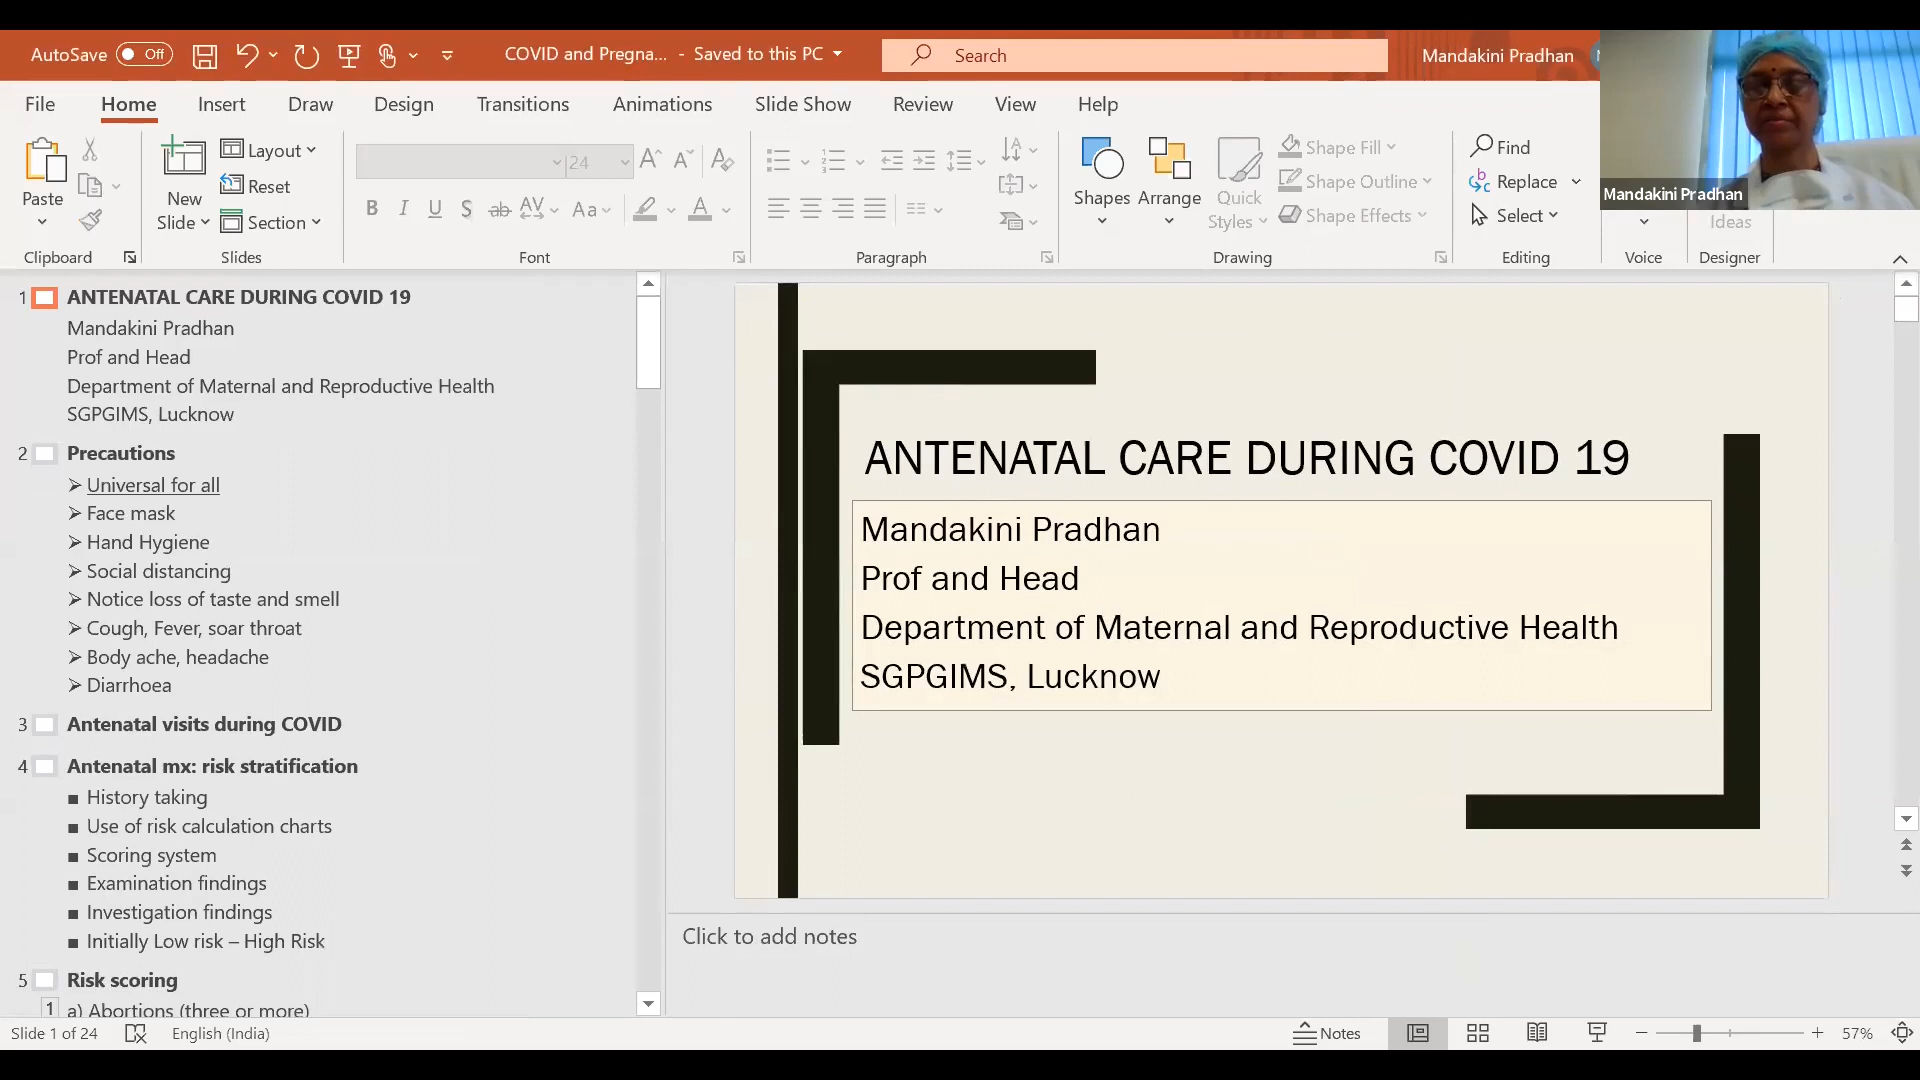 AutoSave Off COVID and Pregna... - Saved to this PC Search Mandakini Pradhan
File Home Insert Draw Design Transitions Animations Slide Show Review View Help
Mandakini Pradhan
Paste New Slide Layout Reset Section
24
B I U S ab AV Aa A
Shapes Arrange Quick Styles Shape Fill Shape Outline Shape Effects
Find
Replace
Select
Ideas
Clipboard Slides Font Paragraph Drawing Editing Voice Designer
1 ANTENATAL CARE DURING COVID 19
Mandakini Pradhan
Prof and Head
Department of Maternal and Reproductive Health
SGPGIMS, Lucknow
2 Precautions
➢ Universal for all
➢ Face mask
➢ Hand Hygiene
➢ Social distancing
➢ Notice loss of taste and smell
➢ Cough, Fever, soar throat
➢ Body ache, headache
➢ Diarrhoea
3 Antenatal visits during COVID
4 Antenatal mx: risk stratification
■ History taking
■ Use of risk calculation charts
■ Scoring system
■ Examination findings
■ Investigation findings
■ Initially Low risk – High Risk
5 Risk scoring
1 a) Abortions (three or more)
ANTENATAL CARE DURING COVID 19
Mandakini Pradhan
Prof and Head
Department of Maternal and Reproductive Health
SGPGIMS, Lucknow
Click to add notes
Slide 1 of 24 English (India) Notes 57%